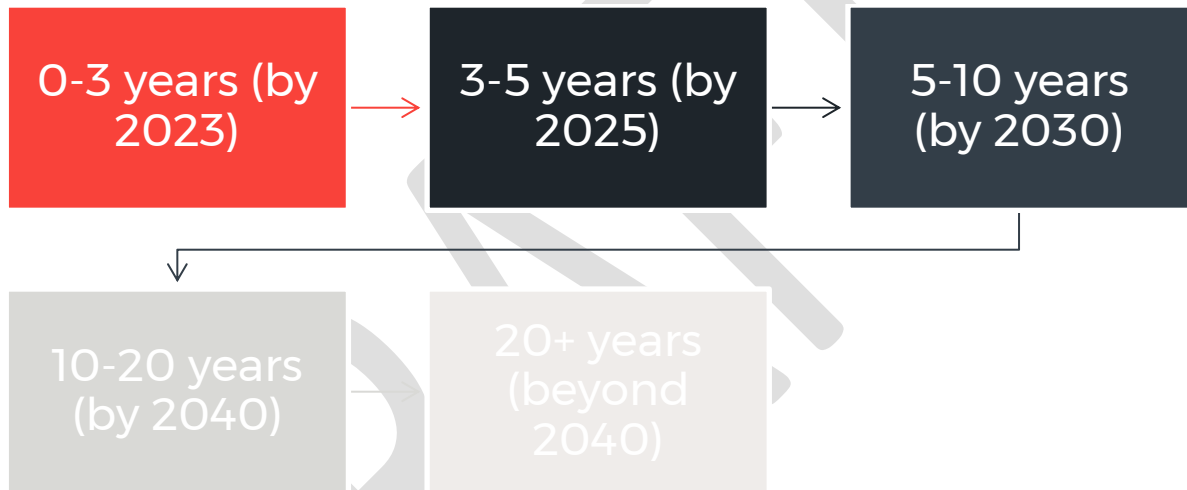 0-3 years (by
2023)
3-5 years (by
2025)
5-10 years
(by 2030)
10-20 years
(by 2040)
20+ years
(beyond
2040)